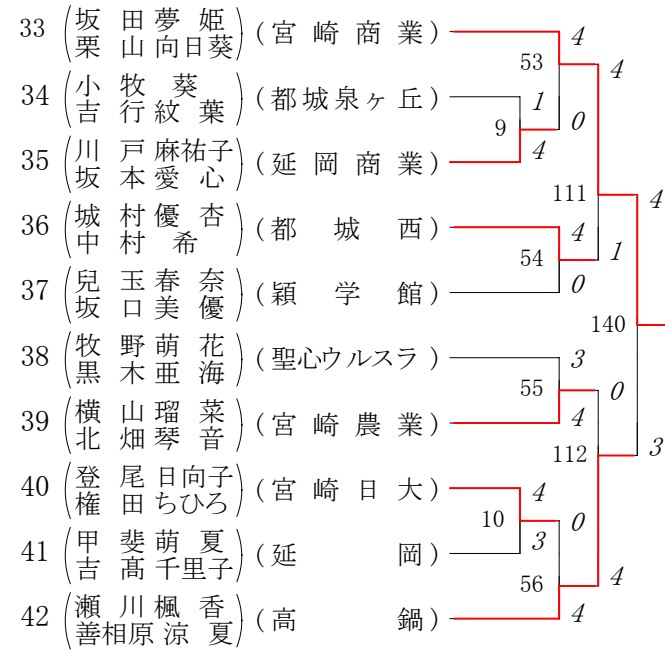 33 坂田夢姫 (宮崎商業) 4
栗山向日葵
53 4
34 小牧葵 (都城泉ヶ丘) 1
吉行紋葉
9 0
35 川戸麻祐子 (延岡商業) 4
坂本愛心
111 4
36 城村優杏 (都城西) 4
中村希
54 1
37 兒玉春奈 (穎学館) 0
坂口美優
140
38 牧野萌花 (聖心ウルスラ) 3
黒木亜海
55 0
39 横山瑠菜 (宮崎農業) 4
北畑琴音
112 3
40 登尾日向子 (宮崎日大) 4
権田ちひろ
10 0
41 甲斐萌夏 (延岡) 3
吉髙千里子
56 4
42 瀬川楓香 (高鍋) 4
善相原涼夏